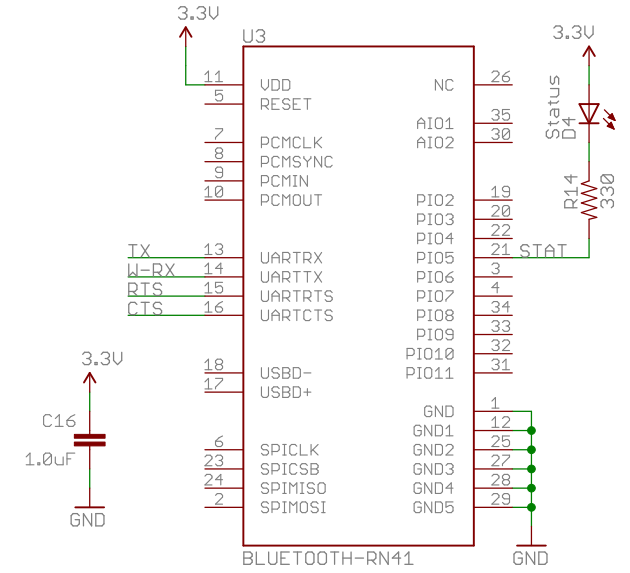 3.3V
U3
3.3V
11 VDD NC 26
5 RESET
Status
D4
AIO1 35
7 PCMCLK AIO2 30
8 PCMSYNC
9 PCMIN
10 PCMOUT PIO2 19
R14
330
PIO3 20
PIO4 22
TX 13 UARTRX PIO5 21 STAT
W-RX 14 UARTTX PIO6 3
RTS 15 UARTRTS PIO7 4
CTS 16 UARTCTS PIO8 34
PIO9 33
3.3V
PIO10 32
18 USBD- PIO11 31
17 USBD+
GND 1
C16
GND1 12
6 SPICLK GND2 25
1.0uF
23 SPICSB GND3 27
24 SPIMISO GND4 28
2 SPIMOSI GND5 29
GND
BLUETOOTH-RN41
GND